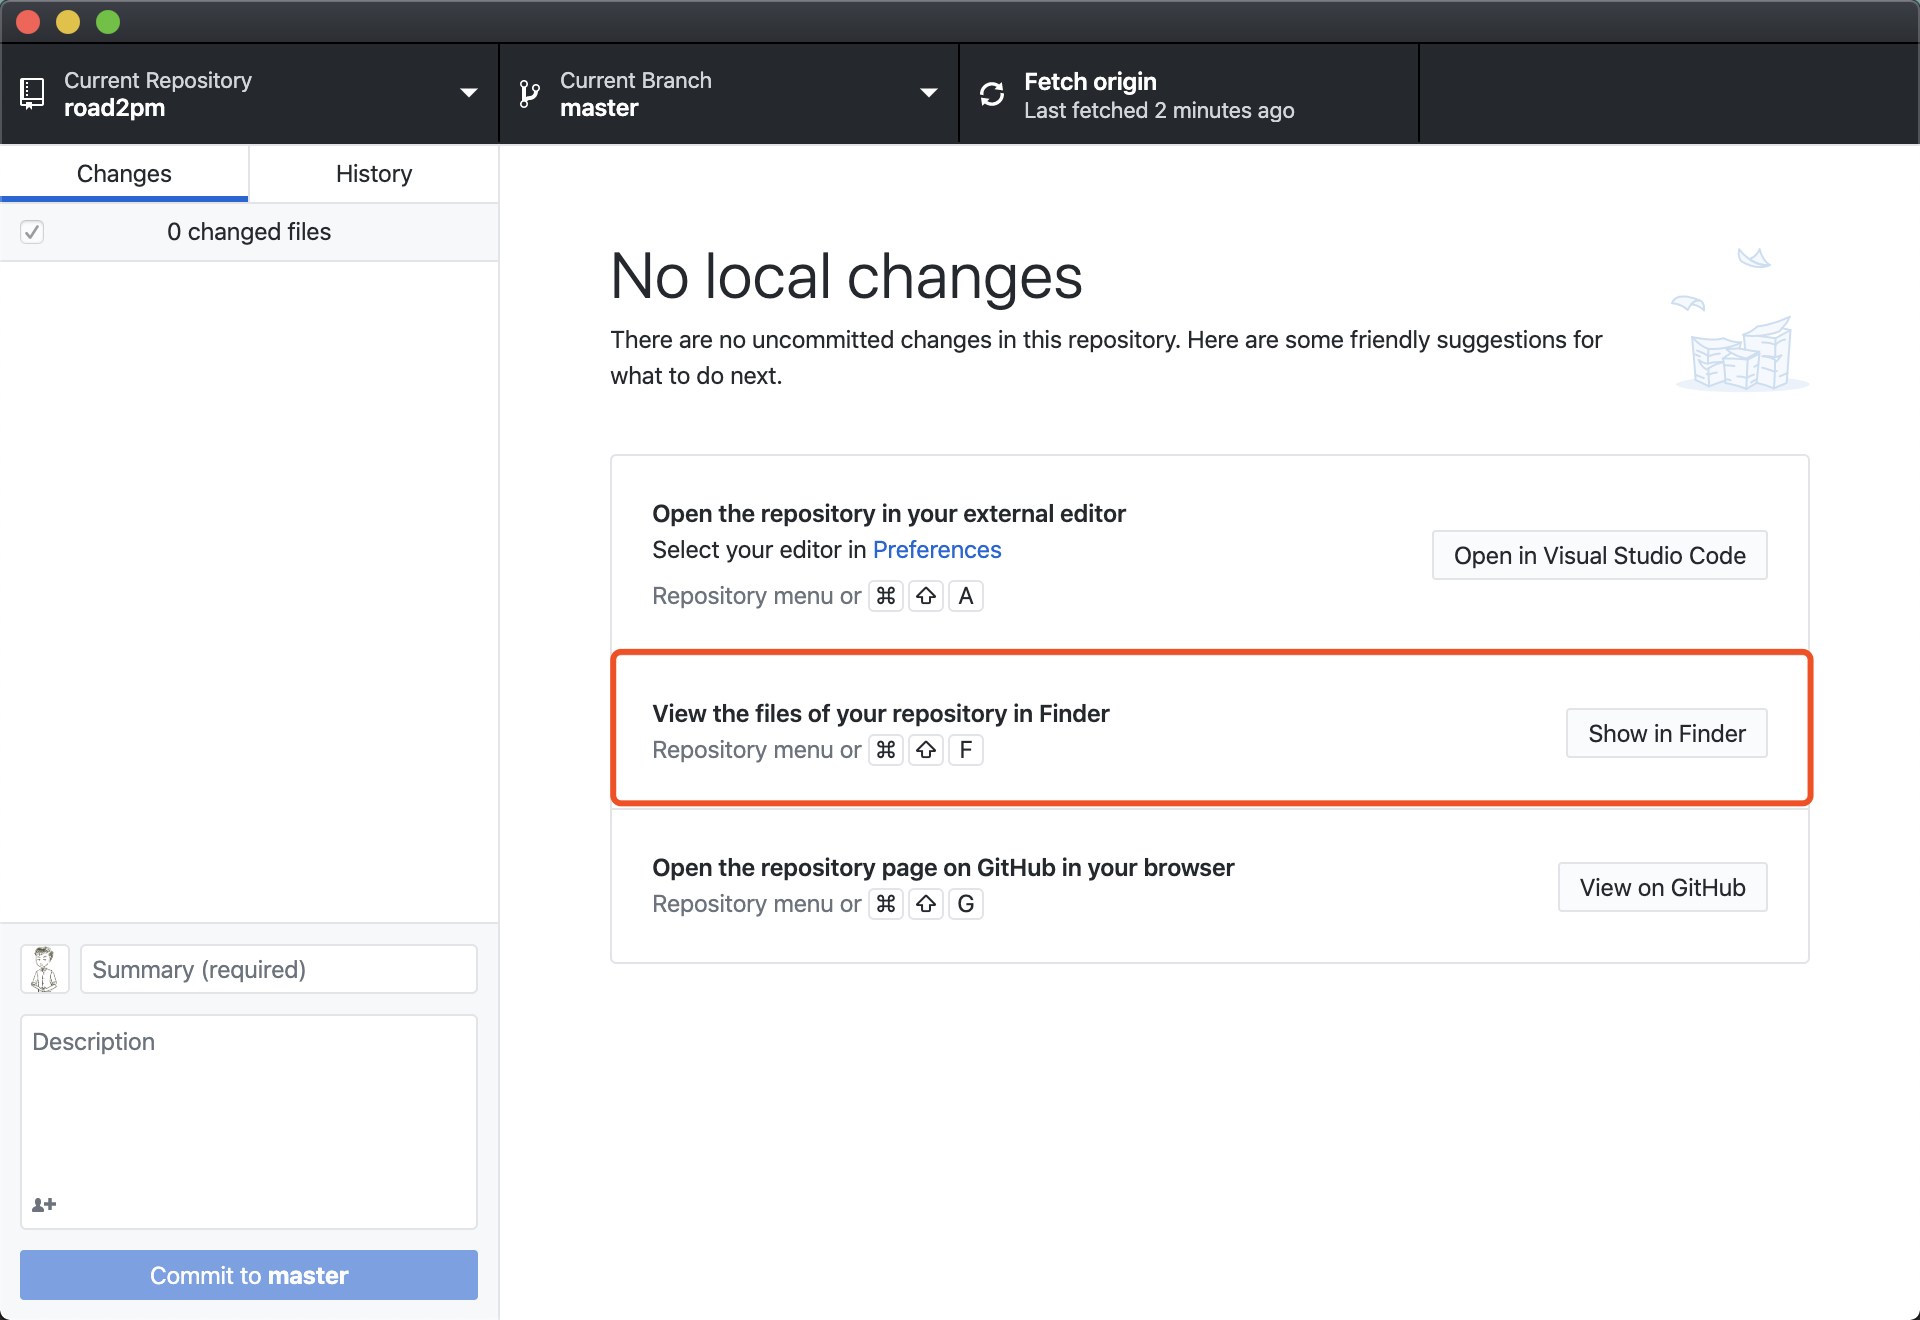 Current Repository
road2pm
Current Branch
master
Fetch origin
Last fetched 2 minutes ago
Changes
History
0 changed files
No local changes
There are no uncommitted changes in this repository. Here are some friendly suggestions for
what to do next.
Open the repository in your external editor
Select your editor in Preferences
Repository menu or ⌘ ⇧ A
Open in Visual Studio Code
View the files of your repository in Finder
Repository menu or ⌘ ⇧ F
Show in Finder
Open the repository page on GitHub in your browser
Repository menu or ⌘ ⇧ G
View on GitHub
Summary (required)
Description
Commit to master